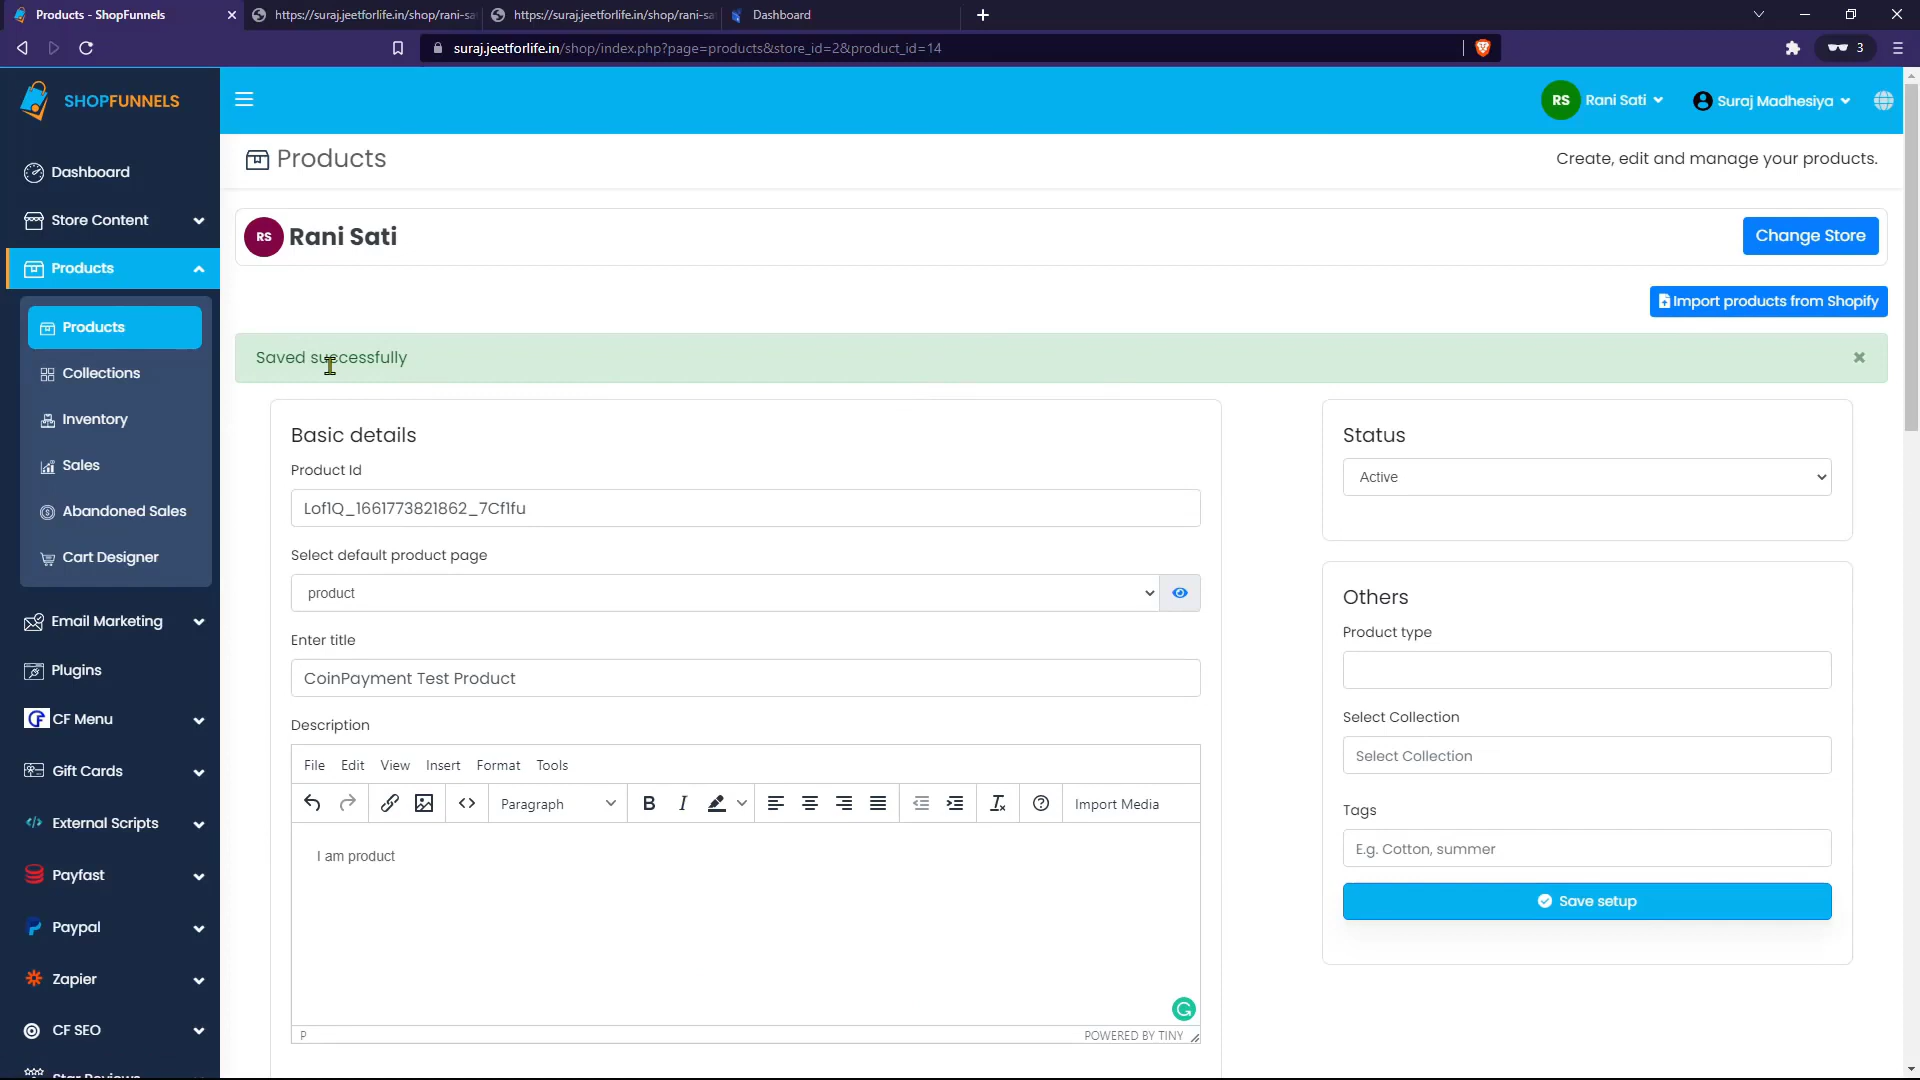 Products - ShopFunnels
https://suraj.jeetforlife.in/shop/rani-sa
https://suraj.jeetforlife.in/shop/rani-sa
Dashboard
suraj.jeetforlife.in/shop/index.php?page=products&store_id=2&product_id=14
3
SHOPFUNNELS
RS
Rani Sati
Suraj Madhesiya
Dashboard
Store Content
Products
Products
Collections
Inventory
Sales
Abandoned Sales
Cart Designer
Email Marketing
Plugins
CF Menu
Gift Cards
External Scripts
Payfast
Paypal
Zapier
CF SEO
Star Reviews
Products
Create, edit and manage your products.
RS
Rani Sati
Change Store
Import products from Shopify
Saved successfully
Basic details
Product Id
Lof1Q_1661773821862_7Cf1fu
Select default product page
product
Enter title
CoinPayment Test Product
Description
File Edit View Insert Format Tools
Paragraph
B I
Import Media
I am product
P
POWERED BY TINY
Status
Active
Others
Product type
Select Collection
Select Collection
Tags
E.g. Cotton, summer
Save setup